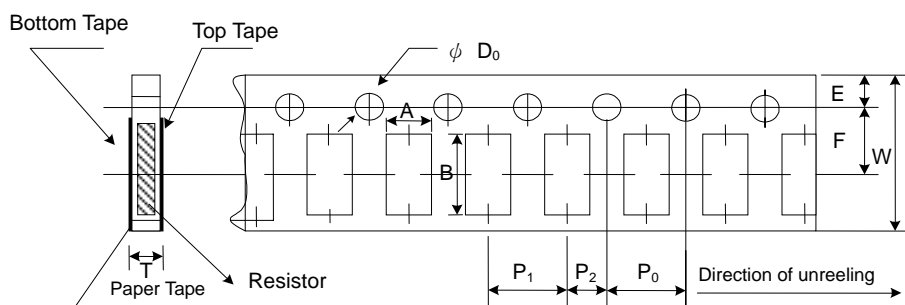 Bottom Tape
Top Tape
ψ D₀
A
E
F
W
B
T
Paper Tape
Resistor
P₁
P₂
P₀
Direction of unreeling